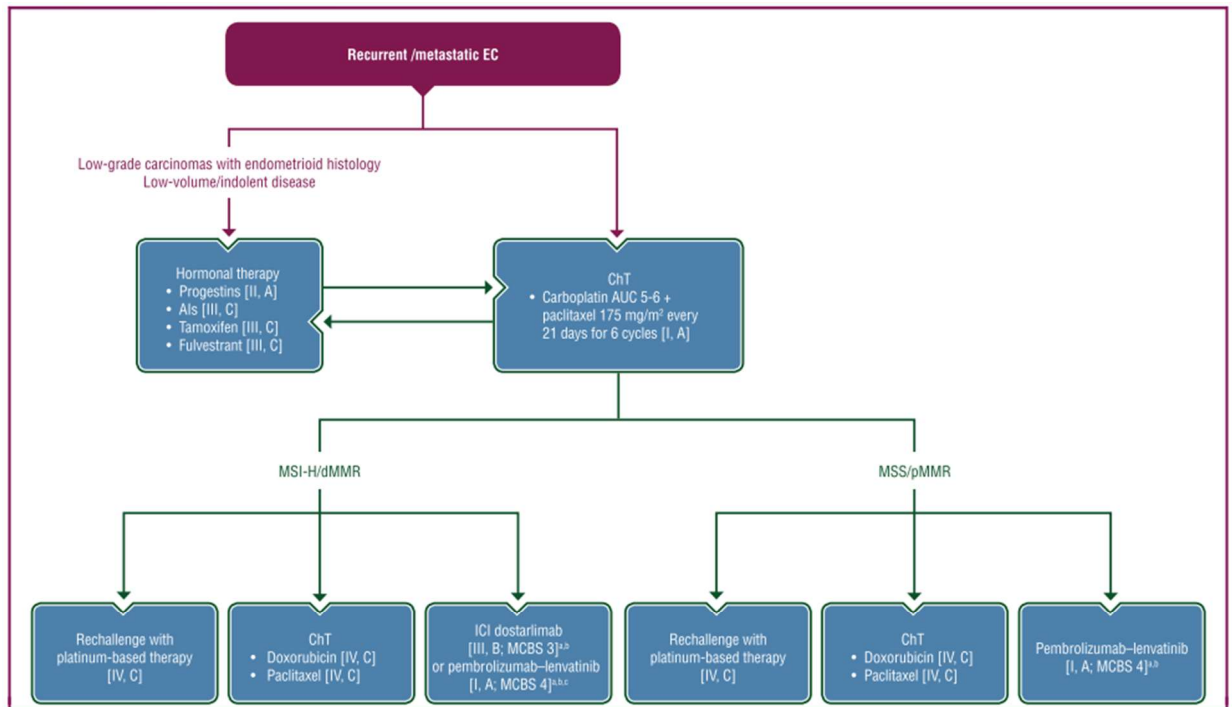 Recurrent /metastatic EC
Low-grade carcinomas with endometrioid histology
Low-volume/indolent disease
Hormonal therapy
• Progestins [II, A]
• AIs [III, C]
• Tamoxifen [III, C]
• Fulvestrant [III, C]
ChT
• Carboplatin AUC 5-6 +
paclitaxel 175 mg/m² every
21 days for 6 cycles [I, A]
MSI-H/dMMR
MSS/pMMR
Rechallenge with
platinum-based therapy
[IV, C]
ChT
• Doxorubicin [IV, C]
• Paclitaxel [IV, C]
ICI dostarlimab
[III, B; MCBS 3]ᵃ,ᵇ
or pembrolizumab–lenvatinib
[I, A; MCBS 4]ᵃ,ᵇ,ᶜ
Rechallenge with
platinum-based therapy
[IV, C]
ChT
• Doxorubicin [IV, C]
• Paclitaxel [IV, C]
Pembrolizumab–lenvatinib
[I, A; MCBS 4]ᵃ,ᵇ